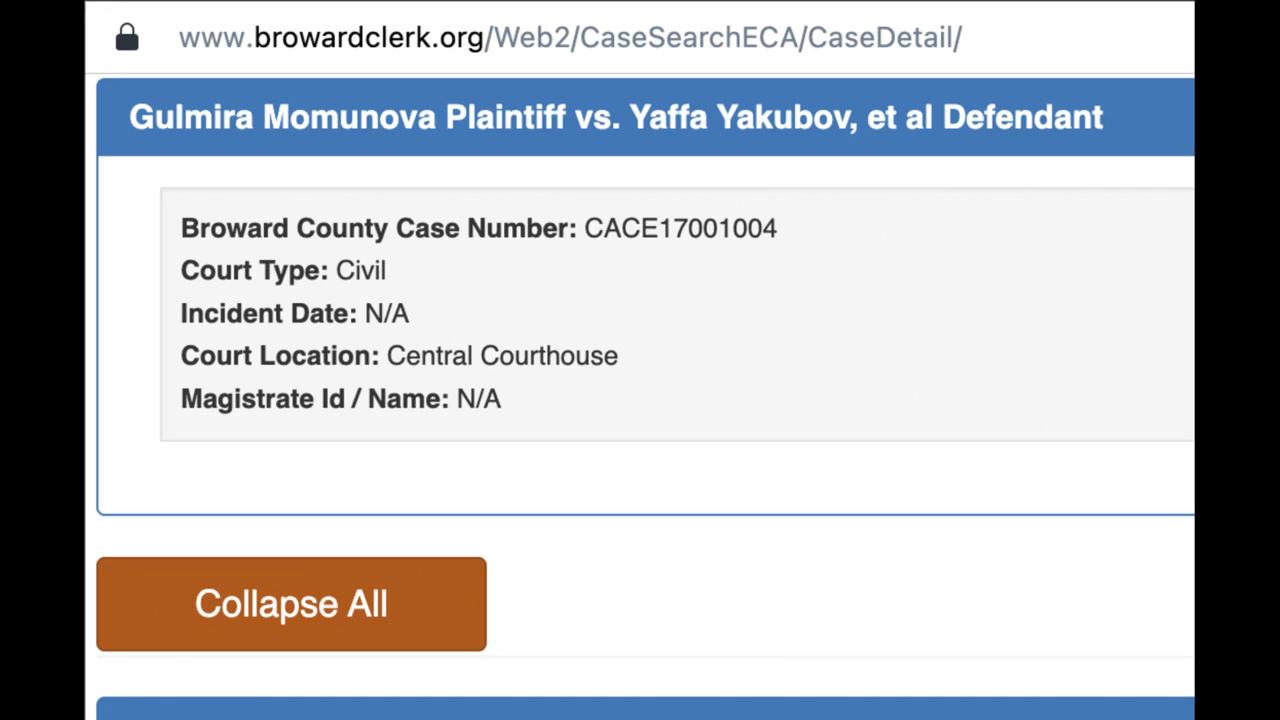 www.browardclerk.org/Web2/CaseSearchECA/CaseDetail/
Gulmira Momunova Plaintiff vs. Yaffa Yakubov, et al Defendant
Broward County Case Number: CACE17001004
Court Type: Civil
Incident Date: N/A
Court Location: Central Courthouse
Magistrate Id / Name: N/A
Collapse All